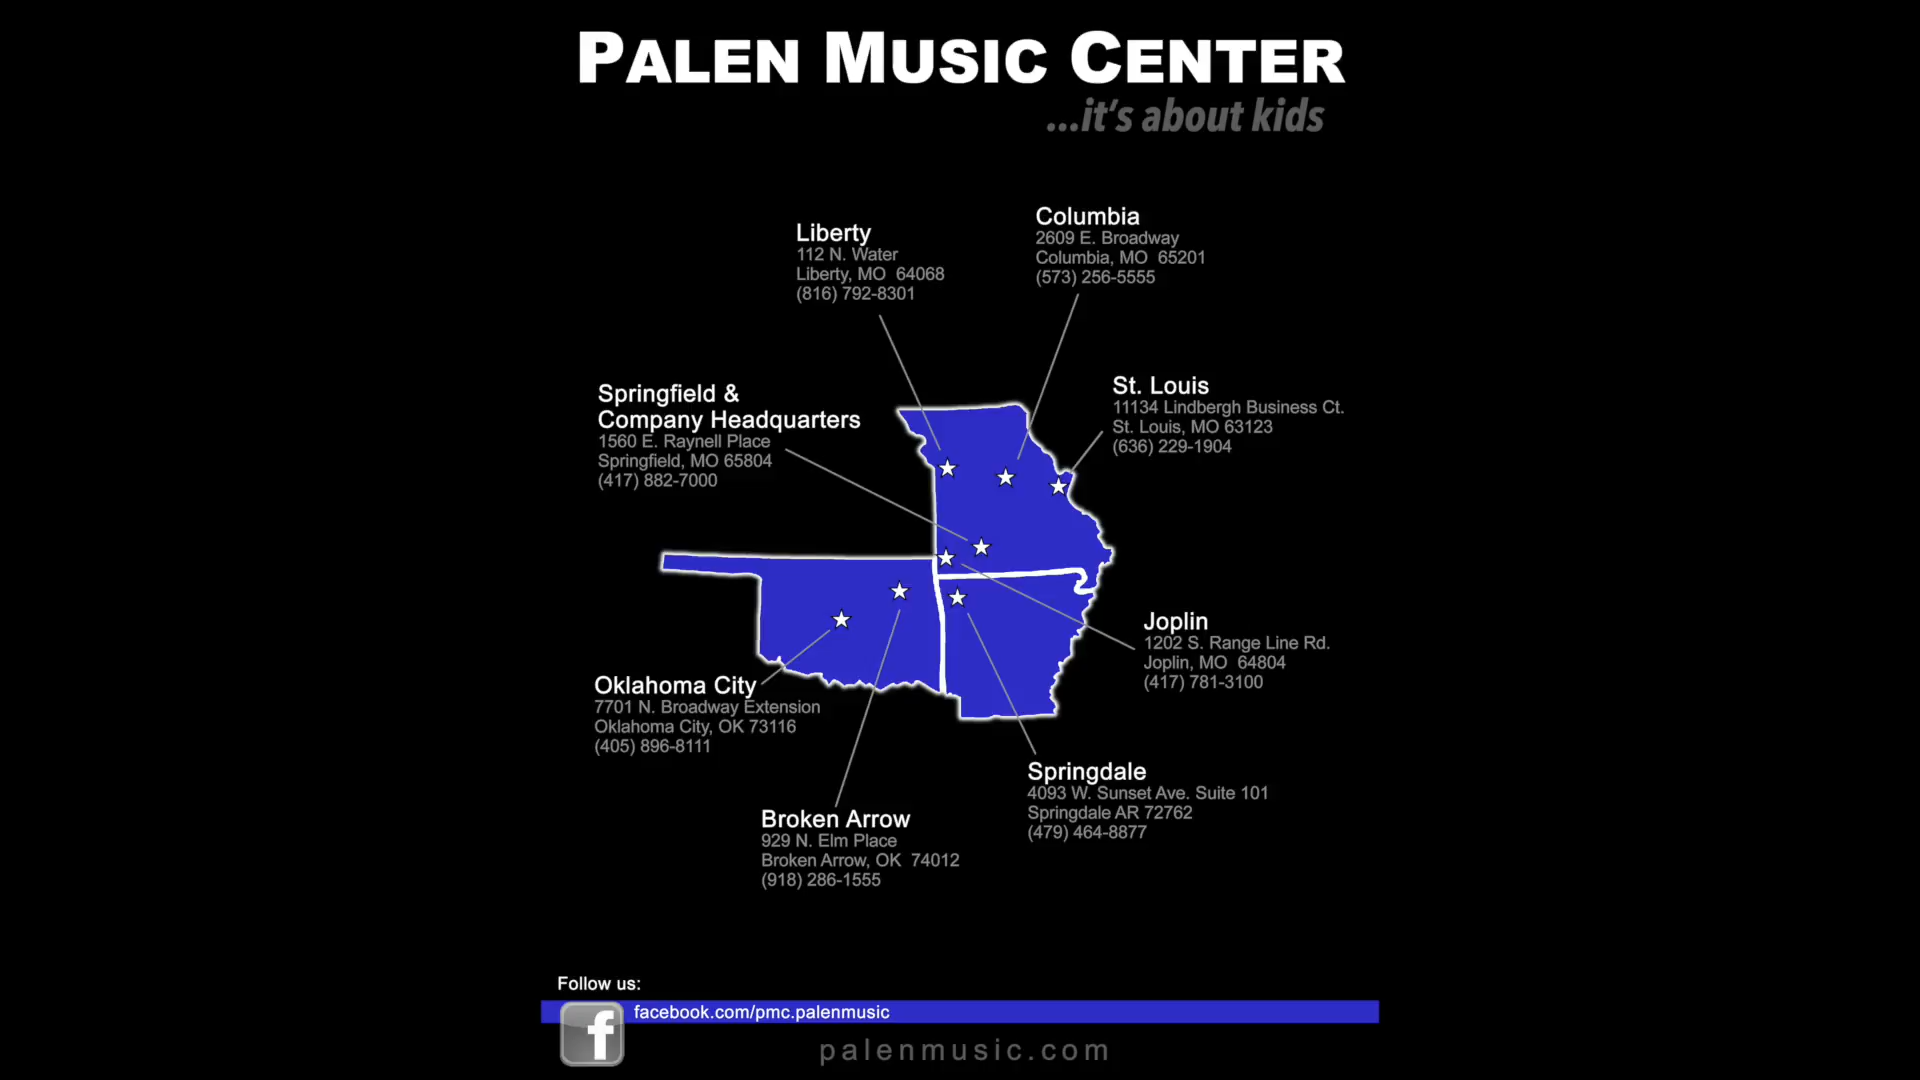 PALEN MUSIC CENTER
...it's about kids
Liberty
112 N. Water
Liberty, MO  64068
(816) 792-8301
Columbia
2609 E. Broadway
Columbia, MO  65201
(573) 256-5555
Springfield &
Company Headquarters
1560 E. Raynell Place
Springfield, MO 65804
(417) 882-7000
St. Louis
11134 Lindbergh Business Ct.
St. Louis, MO 63123
(636) 229-1904
Joplin
1202 S. Range Line Rd.
Joplin, MO  64804
(417) 781-3100
Oklahoma City
7701 N. Broadway Extension
Oklahoma City, OK 73116
(405) 896-8111
Springdale
4093 W. Sunset Ave. Suite 101
Springdale AR 72762
(479) 464-8877
Broken Arrow
929 N. Elm Place
Broken Arrow, OK  74012
(918) 286-1555
Follow us:
f facebook.com/pmc.palenmusic
palenmusic.com